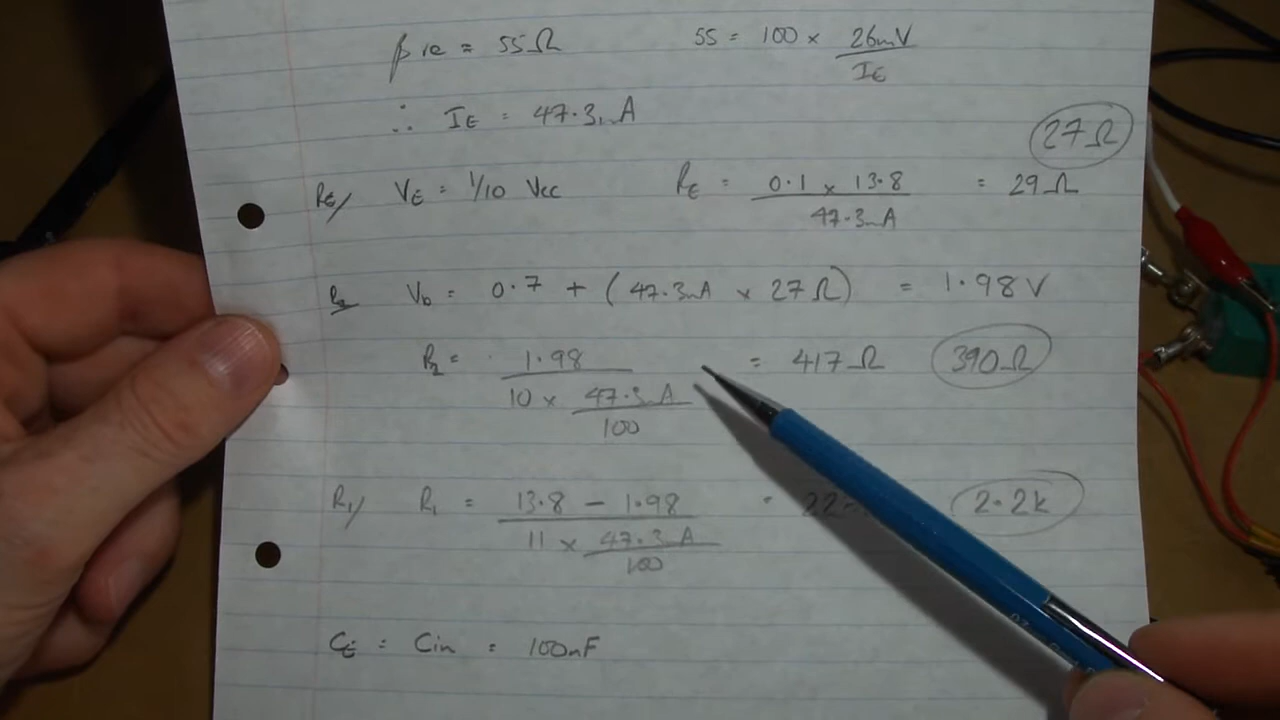 β re = 55Ω 55 = 100 × 26mV / IE
∴ IE = 47.3mA
27Ω
RE/ VE = 1/10 Vcc RE = 0.1 × 13.8 / 47.3mA = 29Ω
R2 Vb = 0.7 + (47.3mA × 27Ω) = 1.98V
R2 = 1.98 / 10 × 47.3mA / 100 = 417Ω 390Ω
R1/ R1 = 13.8 - 1.98 / 11 × 47.3mA / 100 = 2.2k
CE = Cin = 100nF